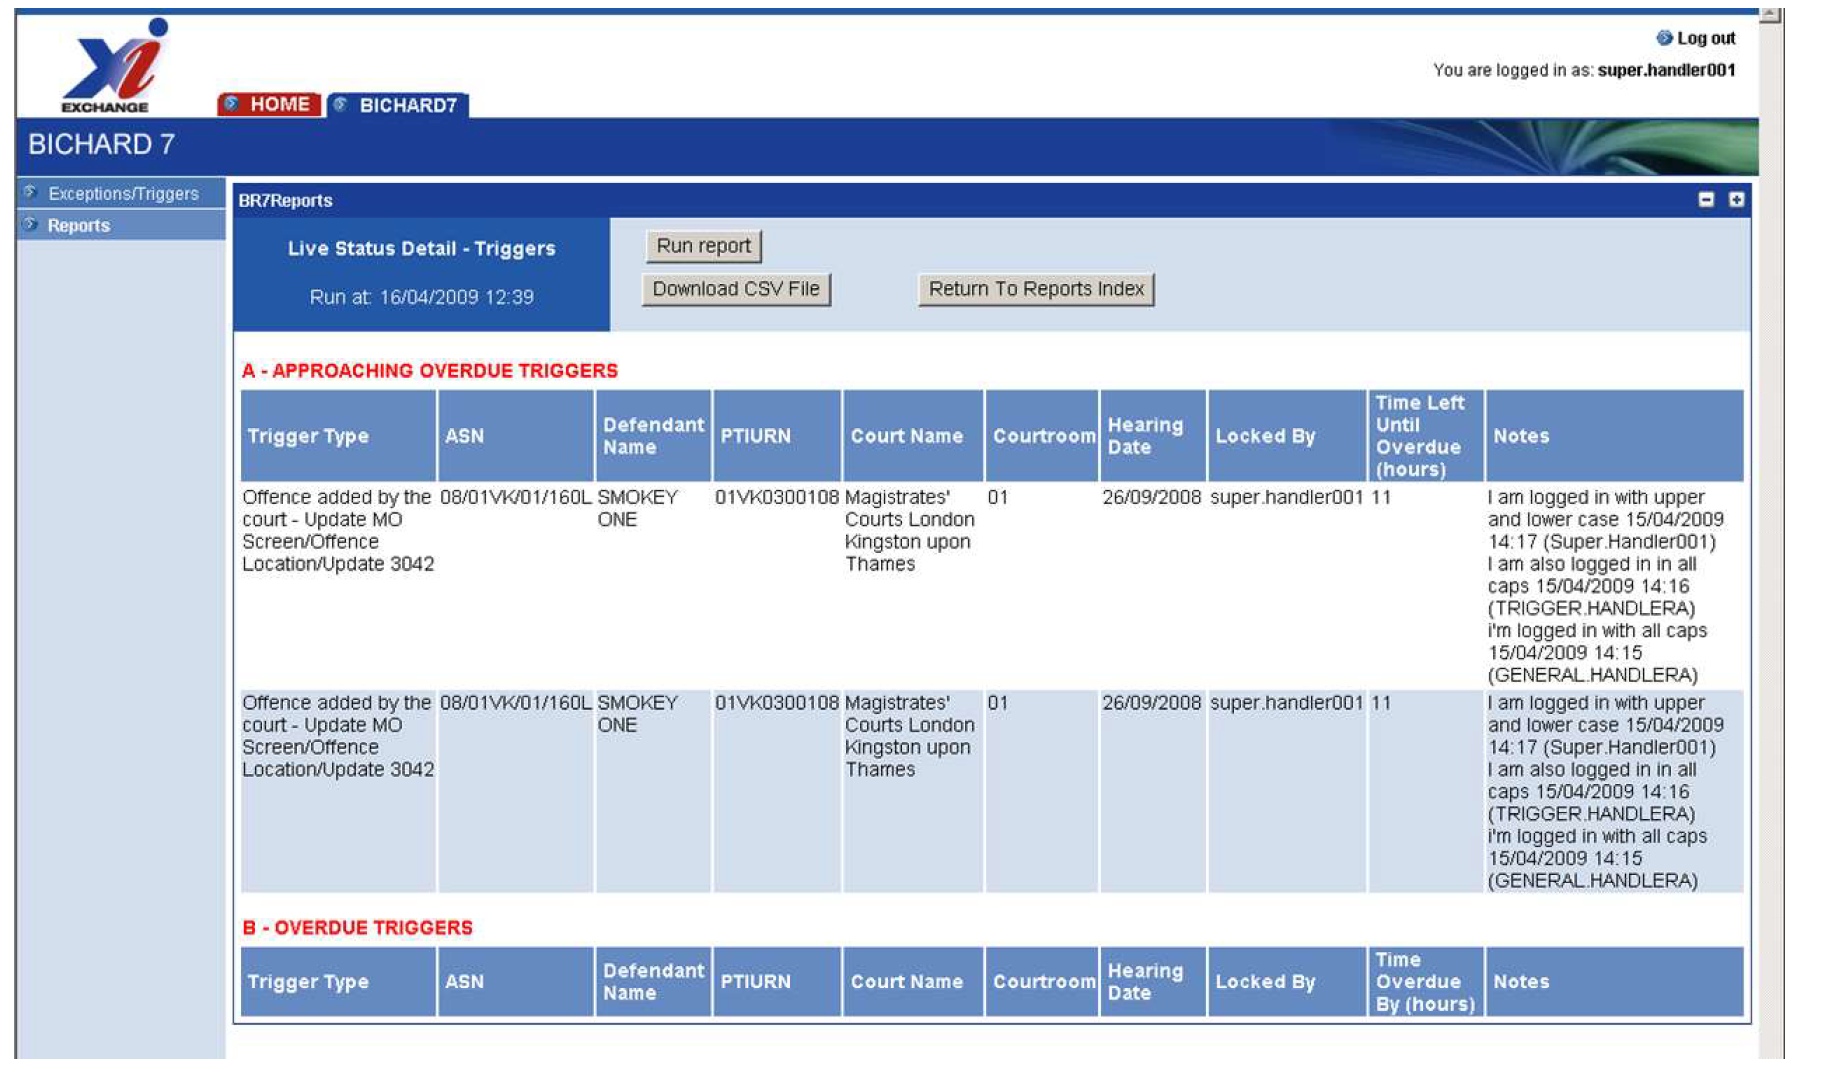 Log out
You are logged in as: super.handler001
xi
EXCHANGE
HOME
BICHARD7
BICHARD 7
Exceptions/Triggers
Reports
BR7Reports
Live Status Detail - Triggers
Run at: 16/04/2009 12:39
Run report
Download CSV File
Return To Reports Index
A - APPROACHING OVERDUE TRIGGERS
Trigger Type
ASN
Defendant
Name
PTIURN
Court Name
Courtroom
Hearing
Date
Locked By
Time Left
Until
Overdue
(hours)
Notes
Offence added by the
court - Update MO
Screen/Offence
Location/Update 3042
08/01VK/01/160L
SMOKEY
ONE
01VK0300108
Magistrates'
Courts London
Kingston upon
Thames
01
26/09/2008
super.handler001
11
I am logged in with upper
and lower case 15/04/2009
14:17 (Super.Handler001)
I am also logged in in all
caps 15/04/2009 14:16
(TRIGGER.HANDLERA)
i'm logged in with all caps
15/04/2009 14:15
(GENERAL.HANDLERA)
Offence added by the
court - Update MO
Screen/Offence
Location/Update 3042
08/01VK/01/160L
SMOKEY
ONE
01VK0300108
Magistrates'
Courts London
Kingston upon
Thames
01
26/09/2008
super.handler001
11
I am logged in with upper
and lower case 15/04/2009
14:17 (Super.Handler001)
I am also logged in in all
caps 15/04/2009 14:16
(TRIGGER.HANDLERA)
i'm logged in with all caps
15/04/2009 14:15
(GENERAL.HANDLERA)
B - OVERDUE TRIGGERS
Trigger Type
ASN
Defendant
Name
PTIURN
Court Name
Courtroom
Hearing
Date
Locked By
Time
Overdue
By (hours)
Notes